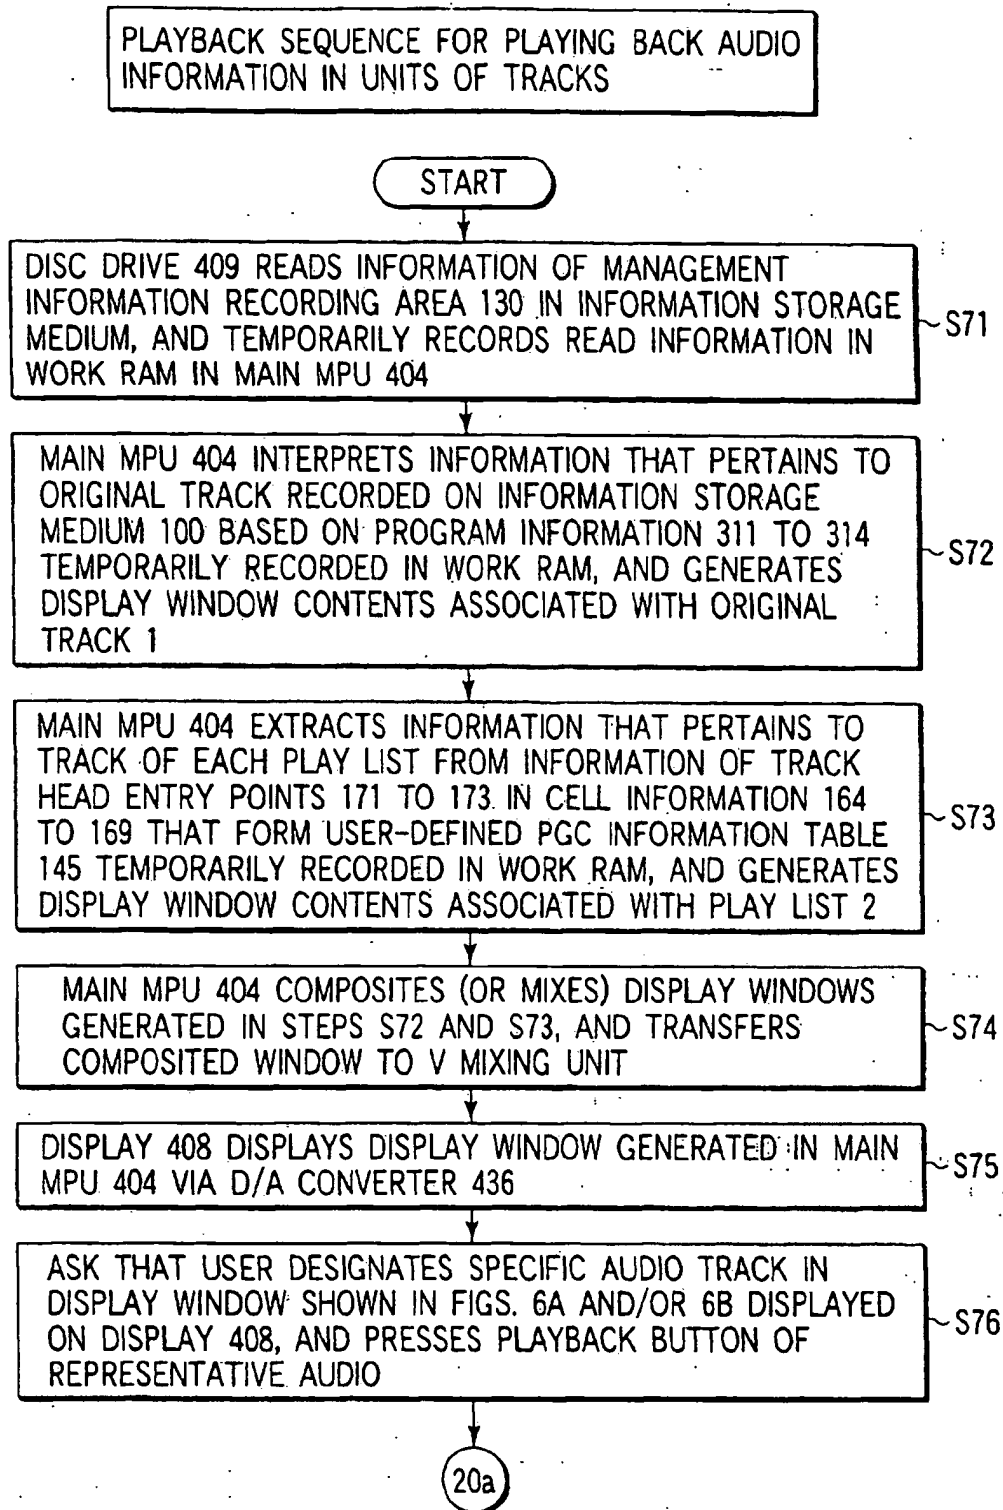 PLAYBACK SEQUENCE FOR PLAYING BACK AUDIO
INFORMATION IN UNITS OF TRACKS
START
DISC DRIVE 409 READS INFORMATION OF MANAGEMENT
INFORMATION RECORDING AREA 130 IN INFORMATION STORAGE
MEDIUM, AND TEMPORARILY RECORDS READ INFORMATION IN
WORK RAM IN MAIN MPU 404
S71
MAIN MPU 404 INTERPRETS INFORMATION THAT PERTAINS TO
ORIGINAL TRACK RECORDED ON INFORMATION STORAGE
MEDIUM 100 BASED ON PROGRAM INFORMATION 311 TO 314
TEMPORARILY RECORDED IN WORK RAM, AND GENERATES
DISPLAY WINDOW CONTENTS ASSOCIATED WITH ORIGINAL
TRACK 1
S72
MAIN MPU 404 EXTRACTS INFORMATION THAT PERTAINS TO
TRACK OF EACH PLAY LIST FROM INFORMATION OF TRACK
HEAD ENTRY POINTS 171 TO 173 IN CELL INFORMATION 164
TO 169 THAT FORM USER-DEFINED PGC INFORMATION TABLE
145 TEMPORARILY RECORDED IN WORK RAM, AND GENERATES
DISPLAY WINDOW CONTENTS ASSOCIATED WITH PLAY LIST 2
S73
MAIN MPU 404 COMPOSITES (OR MIXES) DISPLAY WINDOWS
GENERATED IN STEPS S72 AND S73, AND TRANSFERS
COMPOSITED WINDOW TO V MIXING UNIT
S74
DISPLAY 408 DISPLAYS DISPLAY WINDOW GENERATED IN MAIN
MPU 404 VIA D/A CONVERTER 436
S75
ASK THAT USER DESIGNATES SPECIFIC AUDIO TRACK IN
DISPLAY WINDOW SHOWN IN FIGS. 6A AND/OR 6B DISPLAYED
ON DISPLAY 408, AND PRESSES PLAYBACK BUTTON OF
REPRESENTATIVE AUDIO
S76
20a